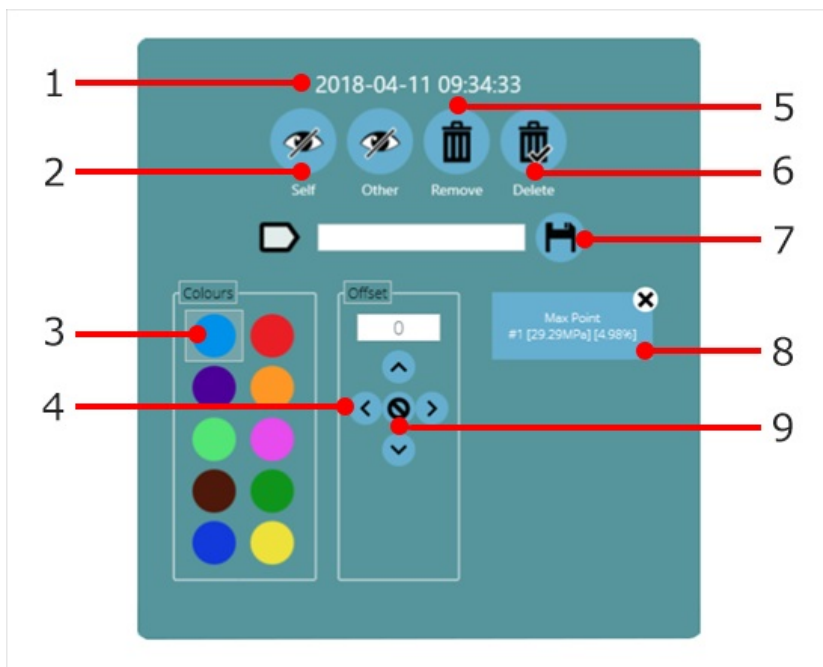 1
2018-04-11 09:34:33
5
2
Self
Other
Remove
Delete
6
7
Colours
Offset
3
0
Max Point
#1 [29.29MPa] [4.98%]
8
4
9